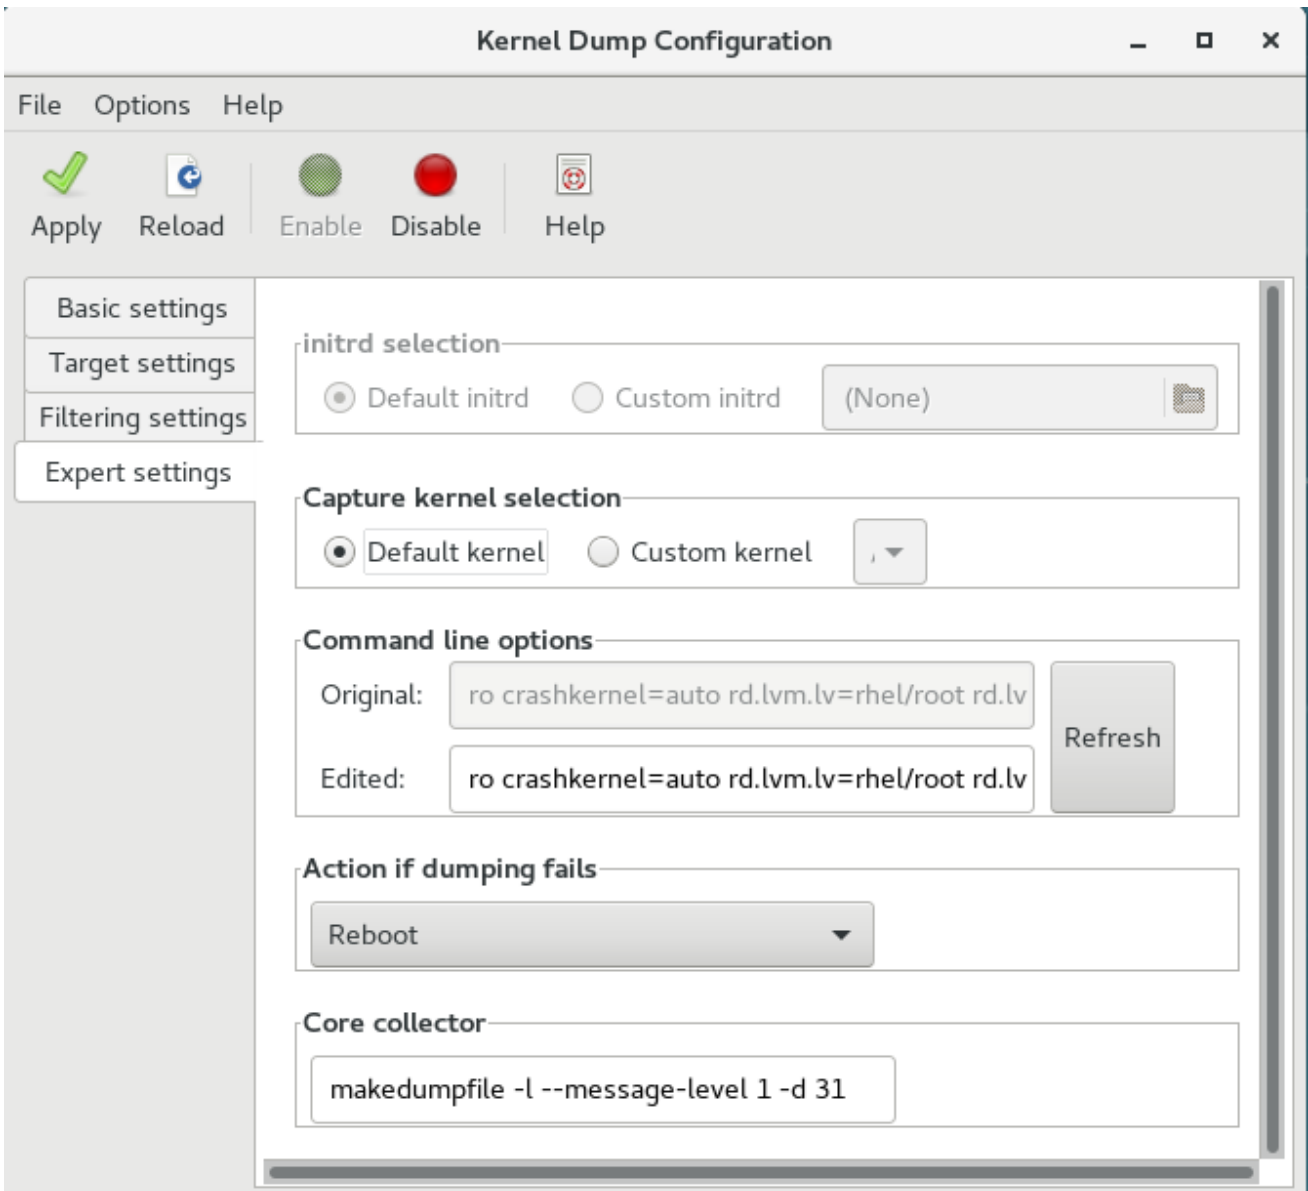 Kernel Dump Configuration
File Options Help
Apply Reload Enable Disable Help
Basic settings
Target settings
Filtering settings
Expert settings
initrd selection
Default initrd Custom initrd (None)
Capture kernel selection
Default kernel Custom kernel
Command line options
Original: ro crashkernel=auto rd.lvm.lv=rhel/root rd.lv
Refresh
Edited: ro crashkernel=auto rd.lvm.lv=rhel/root rd.lv
Action if dumping fails
Reboot
Core collector
makedumpfile -l --message-level 1 -d 31